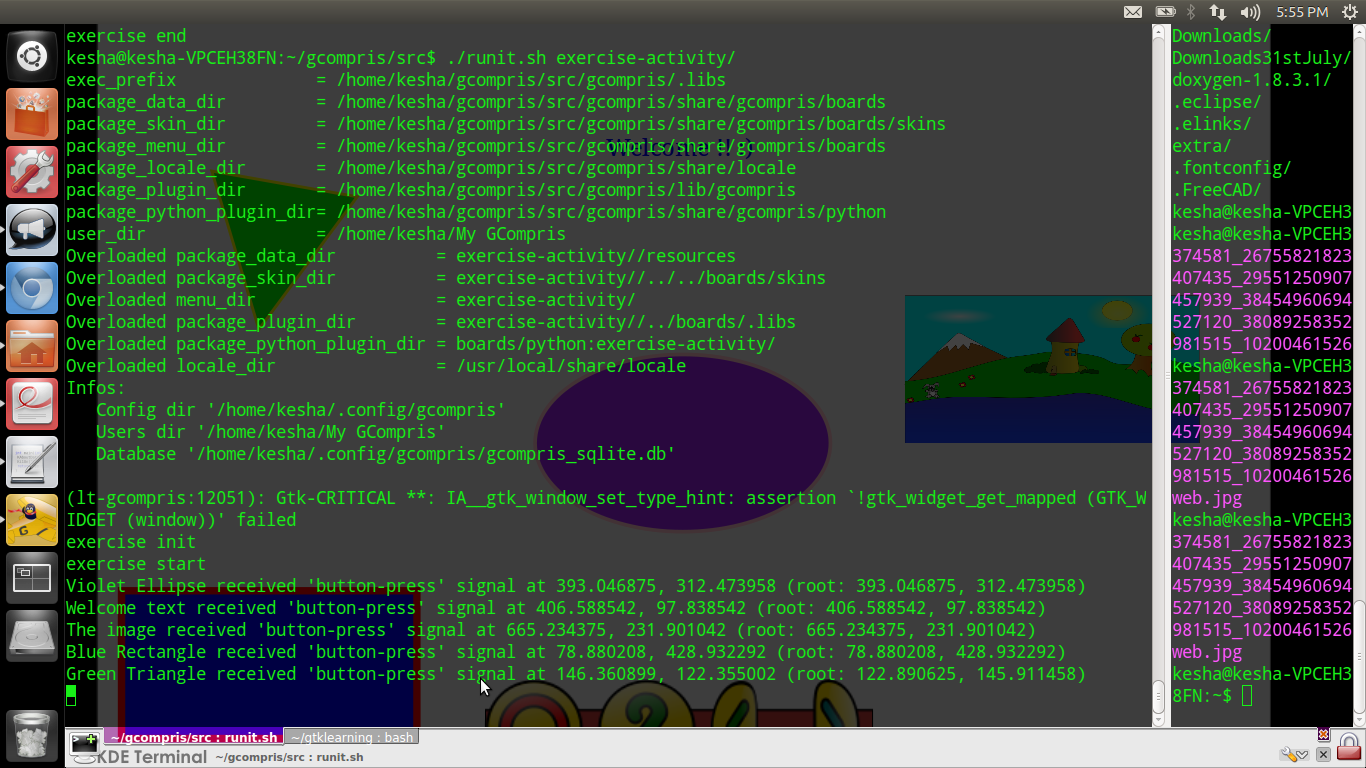 5:55 PM
exercise end
kesha@kesha-VPCEH38FN:~/gcompris/src$ ./runit.sh exercise-activity/
exec_prefix = /home/kesha/gcompris/src/gcompris/.libs
package_data_dir = /home/kesha/gcompris/src/gcompris/share/gcompris/boards
package_skin_dir = /home/kesha/gcompris/src/gcompris/share/gcompris/boards/skins
package_menu_dir = /home/kesha/gcompris/src/gcompris/share/gcompris/boards
package_locale_dir = /home/kesha/gcompris/src/gcompris/share/locale
package_plugin_dir = /home/kesha/gcompris/src/gcompris/lib/gcompris
package_python_plugin_dir= /home/kesha/gcompris/src/gcompris/share/gcompris/python
user_dir = /home/kesha/My GCompris
Overloaded package_data_dir = exercise-activity//resources
Overloaded package_skin_dir = exercise-activity//../../boards/skins
Overloaded menu_dir = exercise-activity/
Overloaded package_plugin_dir = exercise-activity//../boards/.libs
Overloaded package_python_plugin_dir = boards/python:exercise-activity/
Overloaded locale_dir = /usr/local/share/locale
Infos:
Config dir '/home/kesha/.config/gcompris'
Users dir '/home/kesha/My GCompris'
Database '/home/kesha/.config/gcompris/gcompris_sqlite.db'
(lt-gcompris:12051): Gtk-CRITICAL **: IA__gtk_window_set_type_hint: assertion `!gtk_widget_get_mapped (GTK_W
IDGET (window))' failed
exercise init
exercise start
Violet Ellipse received 'button-press' signal at 393.046875, 312.473958 (root: 393.046875, 312.473958)
Welcome text received 'button-press' signal at 406.588542, 97.838542 (root: 406.588542, 97.838542)
The image received 'button-press' signal at 665.234375, 231.901042 (root: 665.234375, 231.901042)
Blue Rectangle received 'button-press' signal at 78.880208, 428.932292 (root: 78.880208, 428.932292)
Green Triangle received 'button-press' signal at 146.360899, 122.355002 (root: 122.890625, 145.911458)
Downloads/
Downloads31stJuly/
doxygen-1.8.3.1/
.eclipse/
.elinks/
extra/
.fontconfig/
.FreeCAD/
kesha@kesha-VPCEH3
kesha@kesha-VPCEH3
374581_26755821823
407435_29551250907
457939_38454960694
527120_38089258352
981515_10200461526
kesha@kesha-VPCEH3
374581_26755821823
407435_29551250907
457939_38454960694
527120_38089258352
981515_10200461526
web.jpg
kesha@kesha-VPCEH3
374581_26755821823
407435_29551250907
457939_38454960694
527120_38089258352
981515_10200461526
web.jpg
kesha@kesha-VPCEH3
8FN:~$
~/gcompris/src : runit.sh
~/gtklearning : bash
KDE Terminal ~/gcompris/src : runit.sh